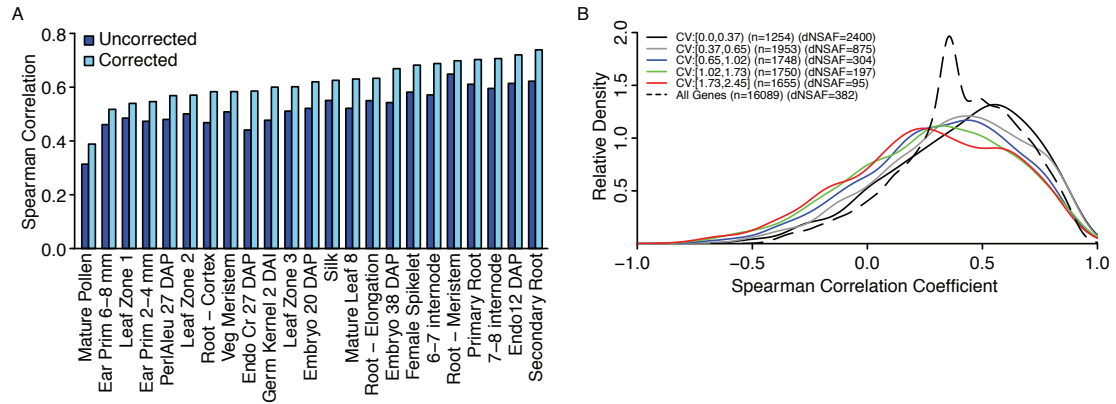 A
Spearman Correlation
0.8
0.6
0.4
0.2
0.0
Uncorrected
Corrected
Mature Pollen
Ear Prim 6−8 mm
Leaf Zone 1
Ear Prim 2−4 mm
PerlAleu 27 DAP
Leaf Zone 2
Root − Cortex
Veg Meristem
Endo Cr 27 DAP
Germ Kernel 2 DAI
Leaf Zone 3
Embryo 20 DAP
Silk
Mature Leaf 8
Root − Elongation
Embryo 38 DAP
Female Spikelet
6−7 internode
Root − Meristem
Primary Root
7−8 internode
Endo12 DAP
Secondary Root
B
Relative Density
2.0
1.5
1.0
0.5
CV:[0.0,0.37) (n=1254) (dNSAF=2400)
CV:[0.37,0.65) (n=1953) (dNSAF=875)
CV:[0.65,1.02) (n=1748) (dNSAF=304)
CV:[1.02,1.73) (n=1750) (dNSAF=197)
CV:[1.73,2.45] (n=1655) (dNSAF=95)
All Genes (n=16089) (dNSAF=382)
−1.0 −0.5 0.0 0.5 1.0
Spearman Correlation Coefficient